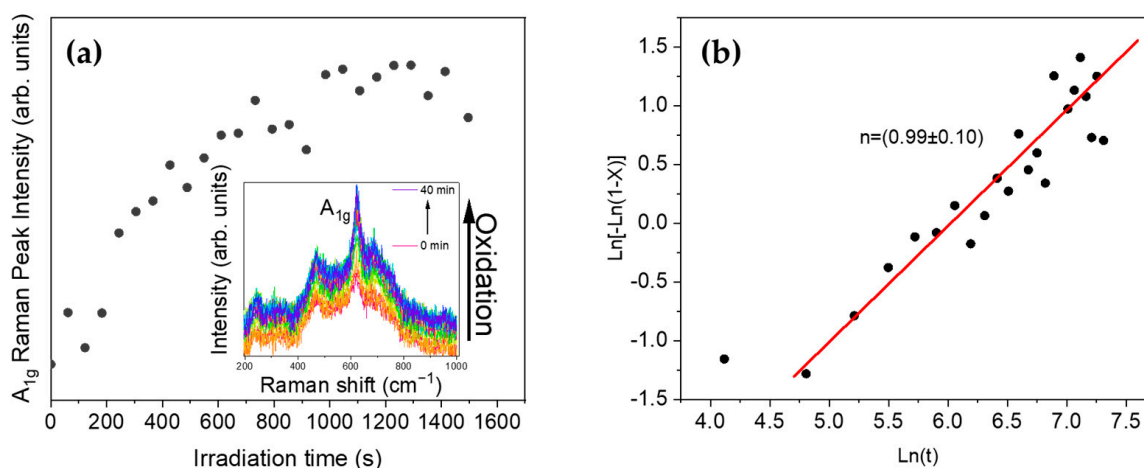 (a)
A1g Raman Peak Intensity (arb. units)
0 200 400 600 800 1000 1200 1400 1600
Irradiation time (s)
Intensity (arb. units)
A1g
40 min
0 min
200 400 600 800 1000
Raman shift (cm−1)
Oxidation
(b)
Ln[-Ln(1-X)]
1.5
1.0
0.5
0.0
-0.5
-1.0
-1.5
n=(0.99±0.10)
4.0 4.5 5.0 5.5 6.0 6.5 7.0 7.5
Ln(t)